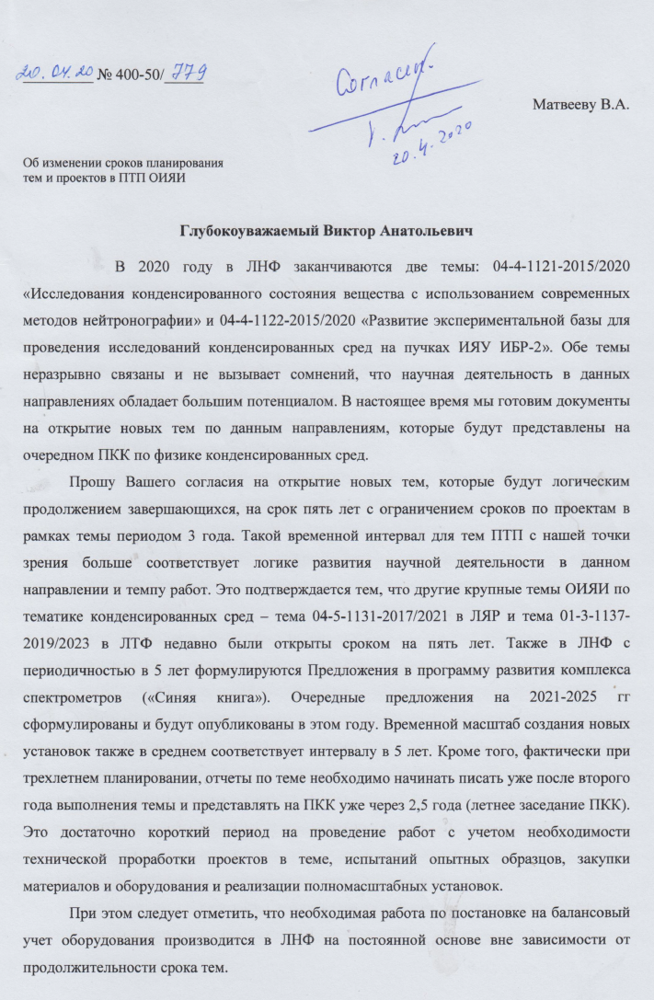 20.04.20 № 400-50/ 779
Согласен.
20.4.2020
Матвееву В.А.
Об изменении сроков планирования
тем и проектов в ПТП ОИЯИ
Глубокоуважаемый Виктор Анатольевич
В 2020 году в ЛНФ заканчиваются две темы: 04-4-1121-2015/2020
«Исследования конденсированного состояния вещества с использованием современных
методов нейтронографии» и 04-4-1122-2015/2020 «Развитие экспериментальной базы для
проведения исследований конденсированных сред на пучках ИЯУ ИБР-2». Обе темы
неразрывно связаны и не вызывает сомнений, что научная деятельность в данных
направлениях обладает большим потенциалом. В настоящее время мы готовим документы
на открытие новых тем по данным направлениям, которые будут представлены на
очередном ПКК по физике конденсированных сред.
Прошу Вашего согласия на открытие новых тем, которые будут логическим
продолжением завершающихся, на срок пять лет с ограничением сроков по проектам в
рамках темы периодом 3 года. Такой временной интервал для тем ПТП с нашей точки
зрения больше соответствует логике развития научной деятельности в данном
направлении и темпу работ. Это подтверждается тем, что другие крупные темы ОИЯИ по
тематике конденсированных сред – тема 04-5-1131-2017/2021 в ЛЯР и тема 01-3-1137-
2019/2023 в ЛТФ недавно были открыты сроком на пять лет. Также в ЛНФ с
периодичностью в 5 лет формулируются Предложения в программу развития комплекса
спектрометров («Синяя книга»). Очередные предложения на 2021-2025 гг
сформулированы и будут опубликованы в этом году. Временной масштаб создания новых
установок также в среднем соответствует интервалу в 5 лет. Кроме того, фактически при
трехлетнем планировании, отчеты по теме необходимо начинать писать уже после второго
года выполнения темы и представлять на ПКК уже через 2,5 года (летнее заседание ПКК).
Это достаточно короткий период на проведение работ с учетом необходимости
технической проработки проектов в теме, испытаний опытных образцов, закупки
материалов и оборудования и реализации полномасштабных установок.
При этом следует отметить, что необходимая работа по постановке на балансовый
учет оборудования производится в ЛНФ на постоянной основе вне зависимости от
продолжительности срока тем.